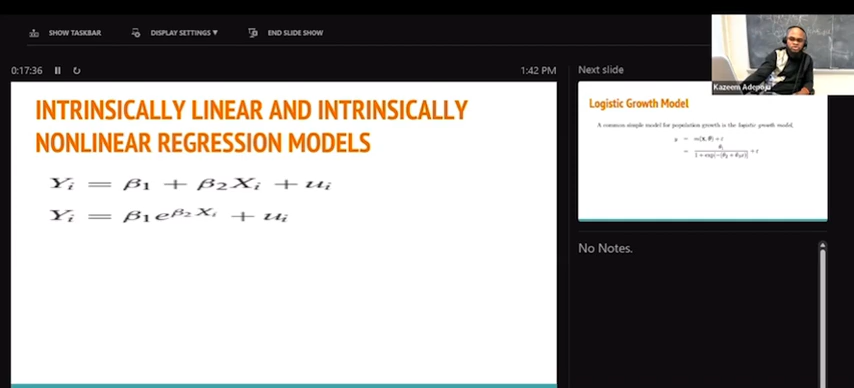 SHOW TASKBAR
DISPLAY SETTINGS ▼
END SLIDE SHOW
0:17:36
1:42 PM
INTRINSICALLY LINEAR AND INTRINSICALLY
NONLINEAR REGRESSION MODELS
Yᵢ = β₁ + β₂Xᵢ + uᵢ
Yᵢ = β₁e^{β₂Xᵢ} + uᵢ
Next slide
Kazeem Adepoju
Logistic Growth Model
A common simple model for population growth is the logistic growth model,
No Notes.